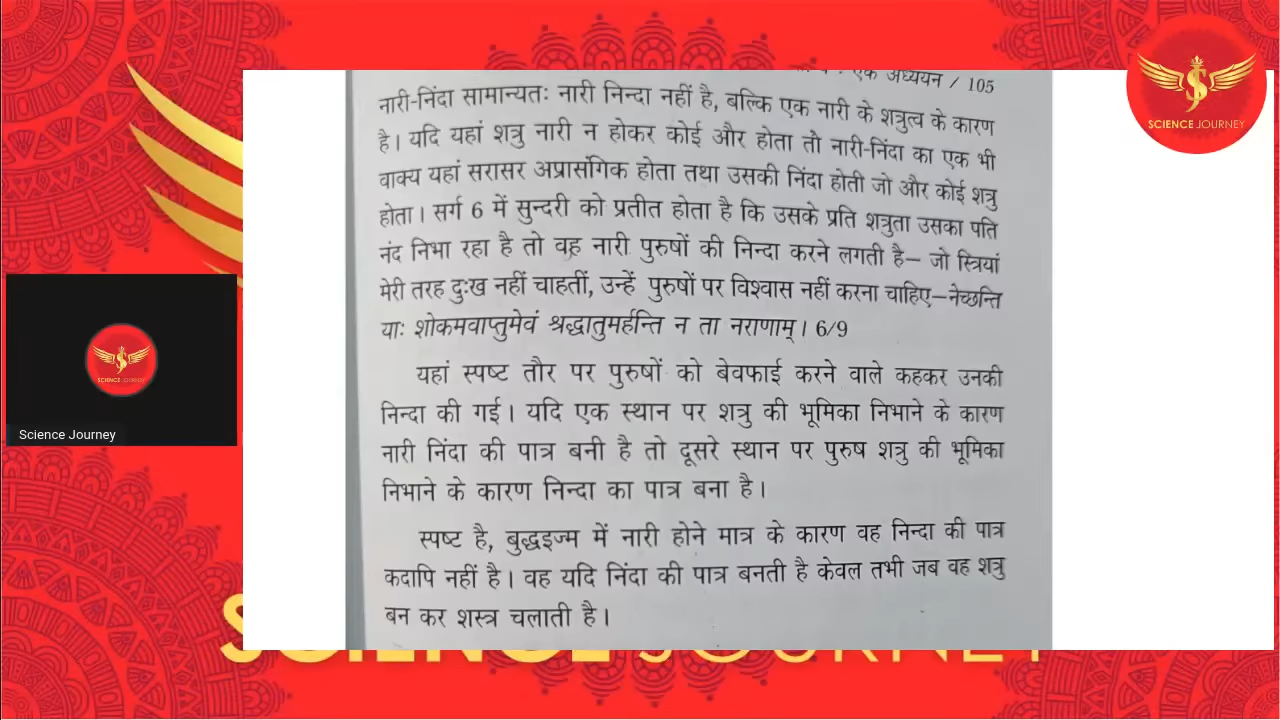 : एक अध्ययन / 105
नारी-निंदा सामान्यतः नारी निन्दा नहीं है, बल्कि एक नारी के शत्रुत्व के कारण
है। यदि यहां शत्रु नारी न होकर कोई और होता तो नारी-निंदा का एक भी
वाक्य यहां सरासर अप्रासंगिक होता तथा उसकी निंदा होती जो और कोई शत्रु
होता। सर्ग 6 में सुन्दरी को प्रतीत होता है कि उसके प्रति शत्रुता उसका पति
नंद निभा रहा है तो वह नारी पुरुषों की निन्दा करने लगती है– जो स्त्रियां
मेरी तरह दुःख नहीं चाहतीं, उन्हें पुरुषों पर विश्वास नहीं करना चाहिए–नेच्छन्ति
याः शोकमवाप्तुमेवं श्रद्धातुमर्हन्ति न ता नराणाम्। 6/9
यहां स्पष्ट तौर पर पुरुषों को बेवफाई करने वाले कहकर उनकी
निन्दा की गई। यदि एक स्थान पर शत्रु की भूमिका निभाने के कारण
नारी निंदा की पात्र बनी है तो दूसरे स्थान पर पुरुष शत्रु की भूमिका
निभाने के कारण निन्दा का पात्र बना है।
स्पष्ट है, बुद्धइज्म में नारी होने मात्र के कारण वह निन्दा की पात्र
कदापि नहीं है। वह यदि निंदा की पात्र बनती है केवल तभी जब वह शत्रु
बन कर शस्त्र चलाती है।
SCIENCE JOURNEY
SCIENCE JOURNEY
Science Journey
SCIENCE JOURNEY